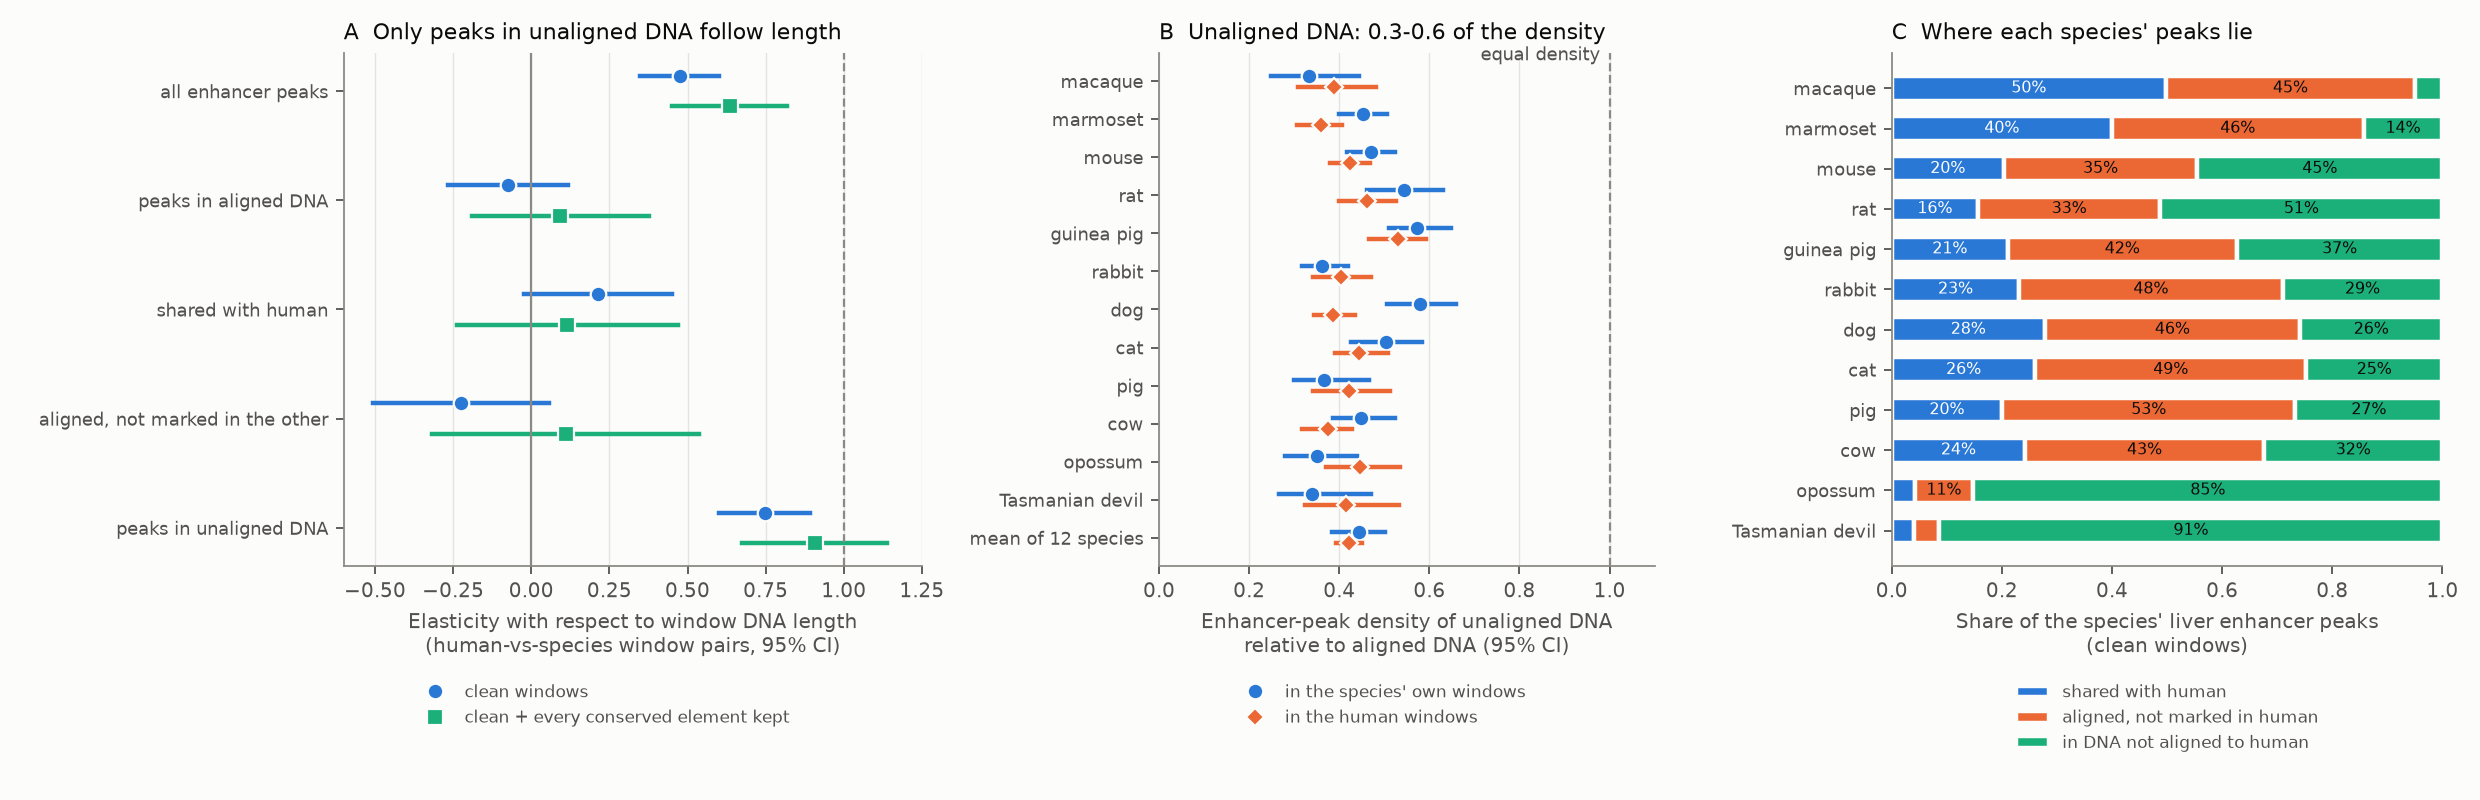 A  Only peaks in unaligned DNA follow length
all enhancer peaks
peaks in aligned DNA
shared with human
aligned, not marked in the other
peaks in unaligned DNA
−0.50 −0.25 0.00 0.25 0.50 0.75 1.00 1.25
Elasticity with respect to window DNA length
(human-vs-species window pairs, 95% CI)
clean windows
clean + every conserved element kept
B  Unaligned DNA: 0.3-0.6 of the density
equal density
macaque
marmoset
mouse
rat
guinea pig
rabbit
dog
cat
pig
cow
opossum
Tasmanian devil
mean of 12 species
0.0 0.2 0.4 0.6 0.8 1.0
Enhancer-peak density of unaligned DNA
relative to aligned DNA (95% CI)
in the species' own windows
in the human windows
C  Where each species' peaks lie
macaque 50% 45%
marmoset 40% 46% 14%
mouse 20% 35% 45%
rat 16% 33% 51%
guinea pig 21% 42% 37%
rabbit 23% 48% 29%
dog 28% 46% 26%
cat 26% 49% 25%
pig 20% 53% 27%
cow 24% 43% 32%
opossum 11% 85%
Tasmanian devil 91%
0.0 0.2 0.4 0.6 0.8 1.0
Share of the species' liver enhancer peaks
(clean windows)
shared with human
aligned, not marked in human
in DNA not aligned to human